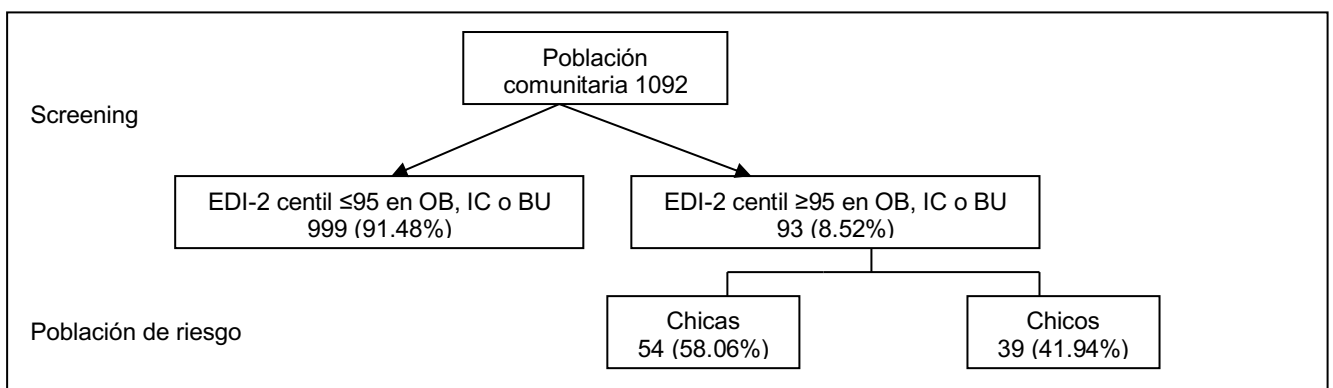 Población
comunitaria 1092
Screening
EDI-2 centil ≤95 en OB, IC o BU
999 (91.48%)
EDI-2 centil ≥95 en OB, IC o BU
93 (8.52%)
Población de riesgo
Chicas
54 (58.06%)
Chicos
39 (41.94%)